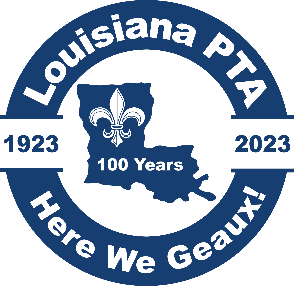 Louisiana PTA
1923
2023
100 Years
Here We Geaux!